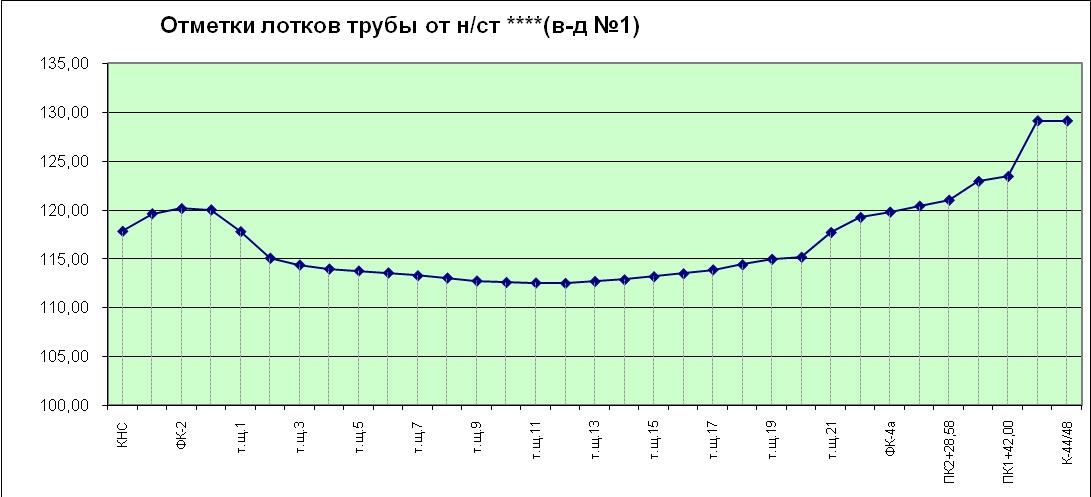 Отметки лотков трубы от н/ст ****(в-д №1)
135,00
130,00
125,00
120,00
115,00
110,00
105,00
100,00
КНС
ФК-2
т.щ.1
т.щ.3
т.щ.5
т.щ.7
т.щ.9
т.щ.11
т.щ.13
т.щ.15
т.щ.17
т.щ.19
т.щ.21
ФК-4а
ПК2+28,58
ПК1+42,00
К-44/48